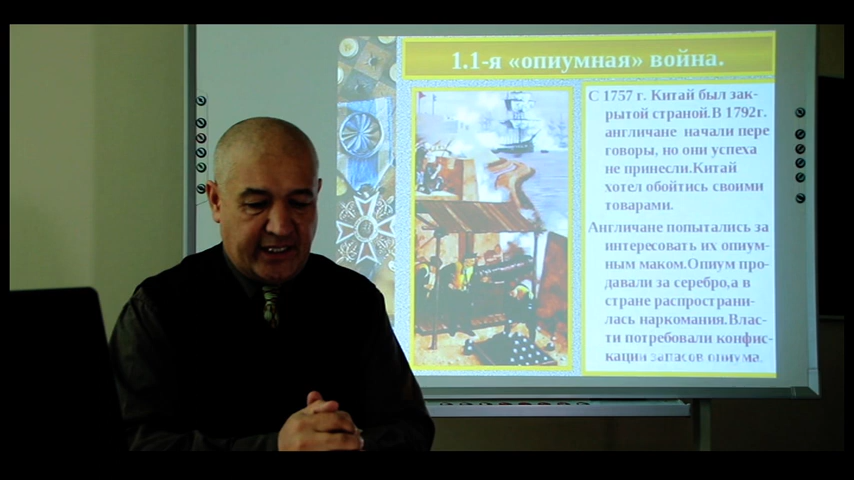 1.1-я «опиумная» война.
С 1757 г. Китай был зак-
рытой страной.В 1792г.
англичане начали пере
говоры, но они успеха
не принесли.Китай
хотел обойтись своими
товарами.
Англичане попытались за
интересовать их опиум-
ным маком.Опиум про-
давали за серебро,а в
стране распространи-
лась наркомания.Влас-
ти потребовали конфис-
кации запасов опиума.